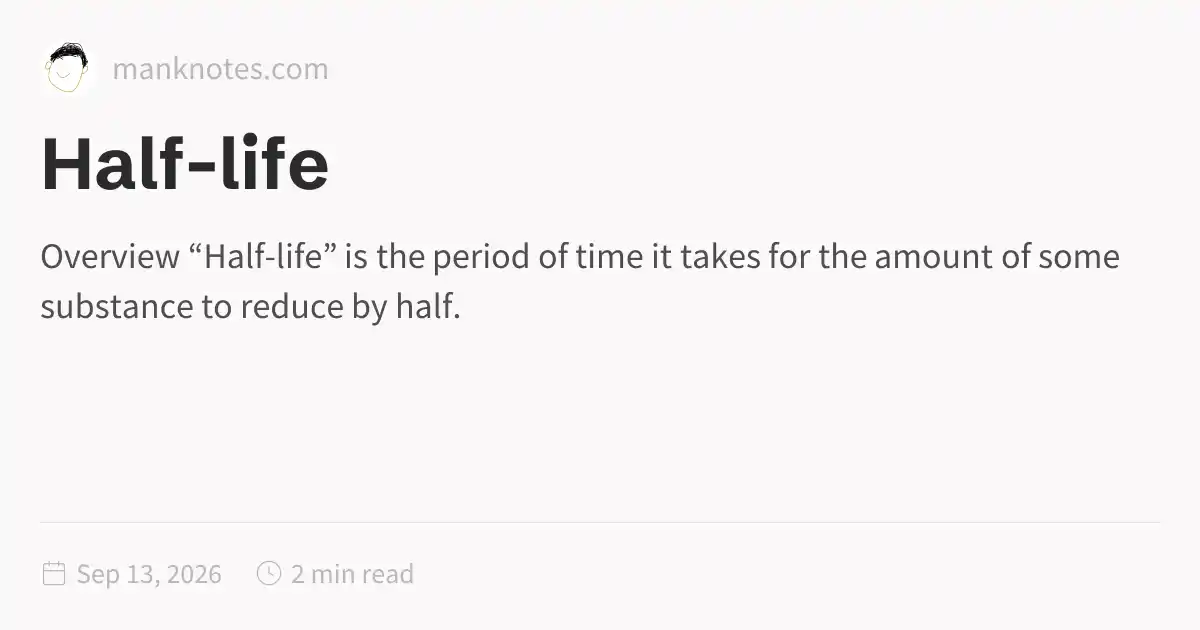 manknotes.com
Half-life
Overview “Half-life” is the period of time it takes for the amount of some
substance to reduce by half.
Sep 13, 2026 2 min read